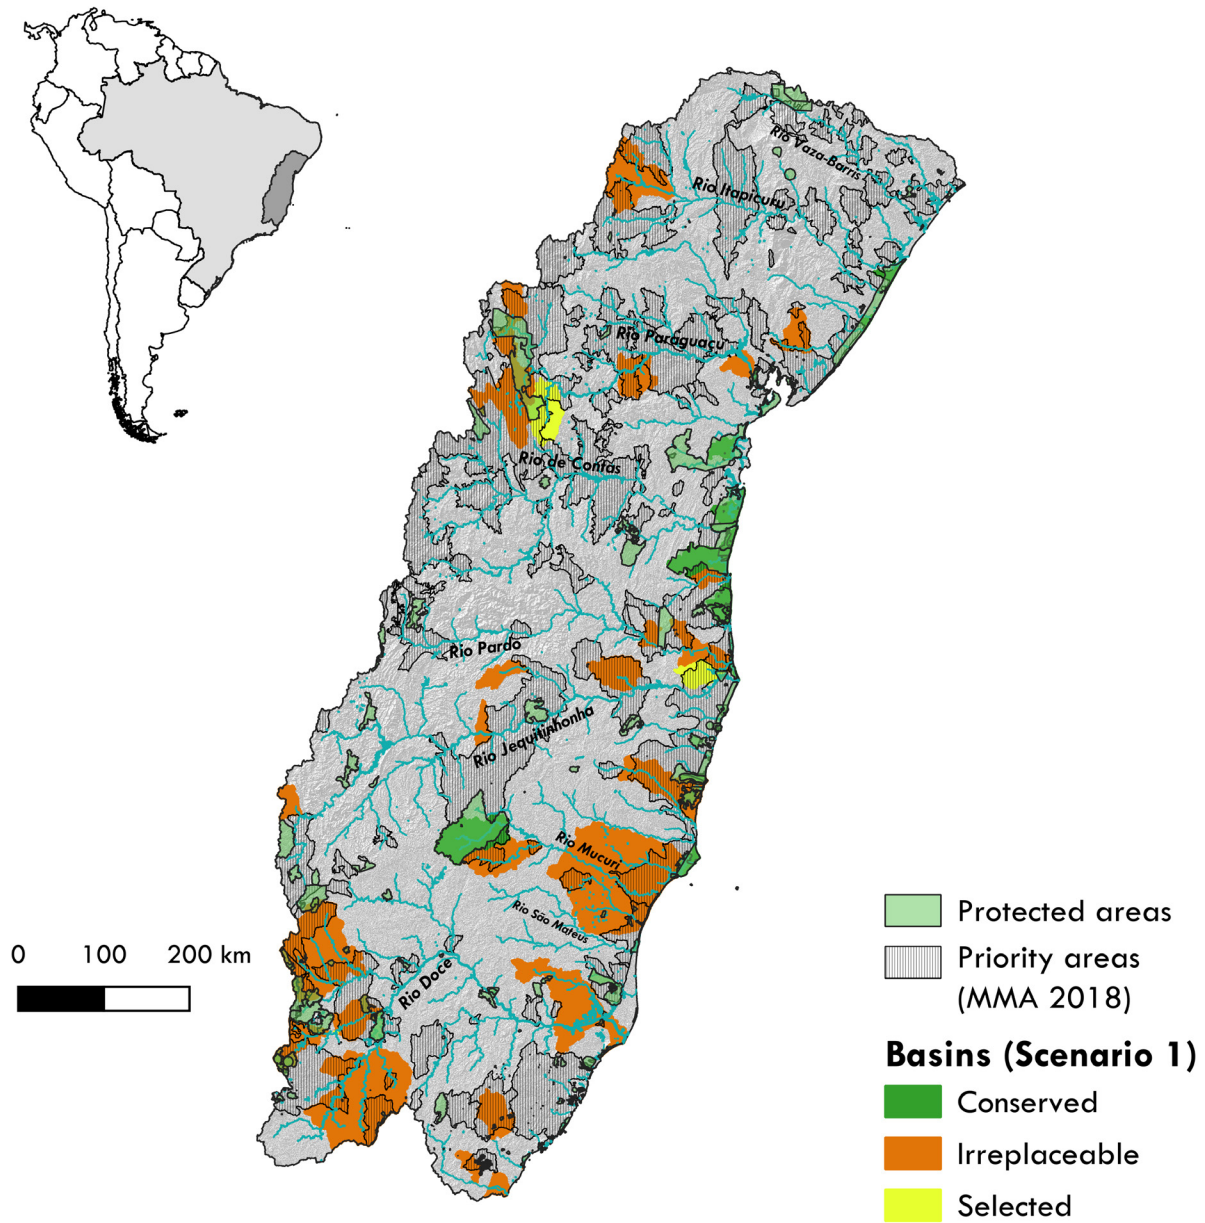 Rio Vaza-Barris
Rio Itapicuru
Rio Paraguaçu
Rio de Contas
Rio Pardo
Rio Jequitinhonha
Rio Mucuri
Rio São Mateus
Rio Doce
0 100 200 km
Protected areas
Priority areas
(MMA 2018)
Basins (Scenario 1)
Conserved
Irreplaceable
Selected